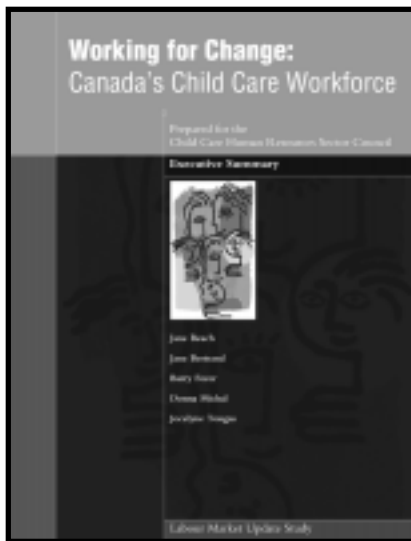 Working for Change:
Canada's Child Care Workforce
Prepared for the
Child Care Human Resources Sector Council
Executive Summary
Jane Beach
Jane Bertrand
Barry Forer
Donna Michal
Jocelyne Tougas
Labour Market Update Study